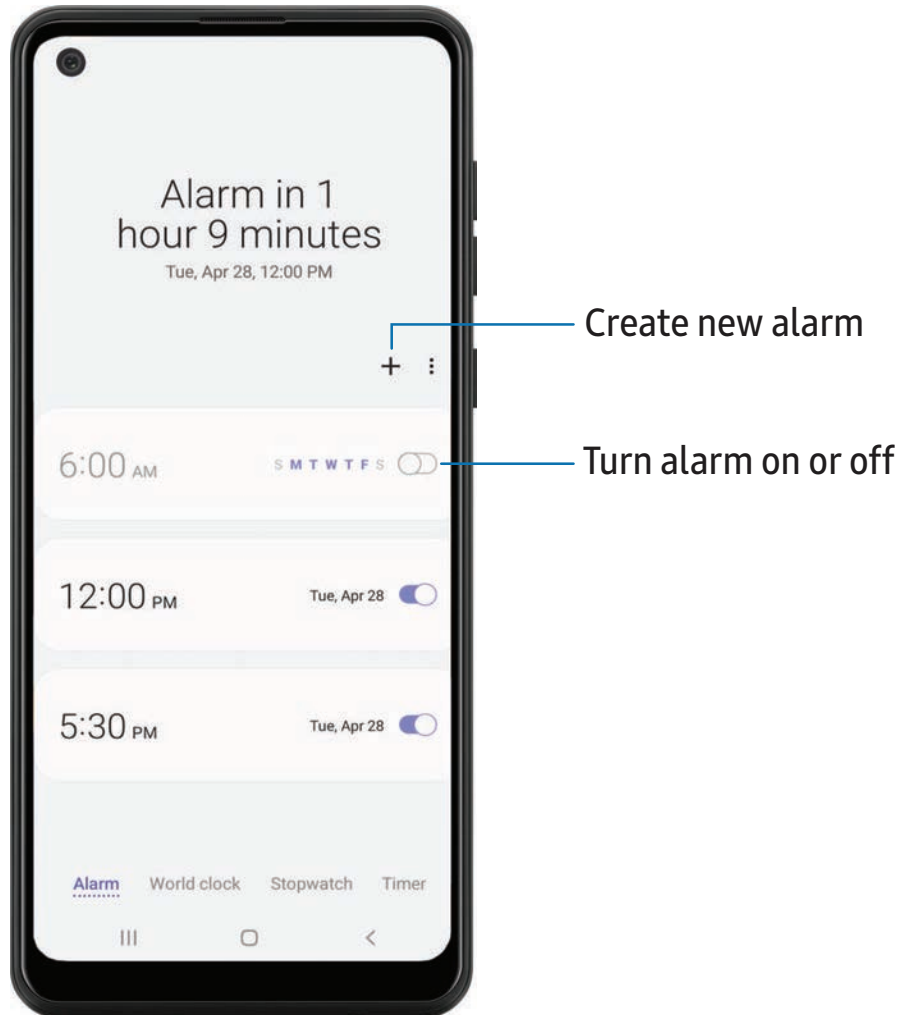 Alarm in 1
hour 9 minutes
Tue, Apr 28, 12:00 PM
Create new alarm
6:00 AM S M T W T F S
Turn alarm on or off
12:00 PM Tue, Apr 28
5:30 PM Tue, Apr 28
Alarm World clock Stopwatch Timer